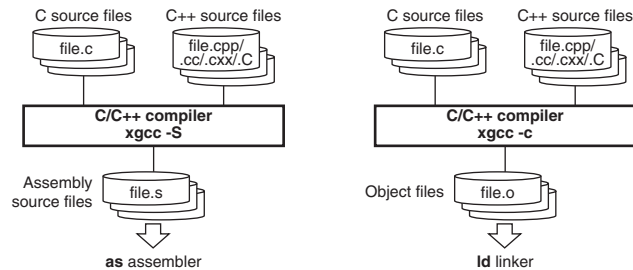 C source files
C++ source files
file.c
file.cpp/
.cc/.cxx/.C
C/C++ compiler
xgcc -S
Assembly
source files
file.s
as assembler
C source files
C++ source files
file.c
file.cpp/
.cc/.cxx/.C
C/C++ compiler
xgcc -c
Object files
file.o
ld linker